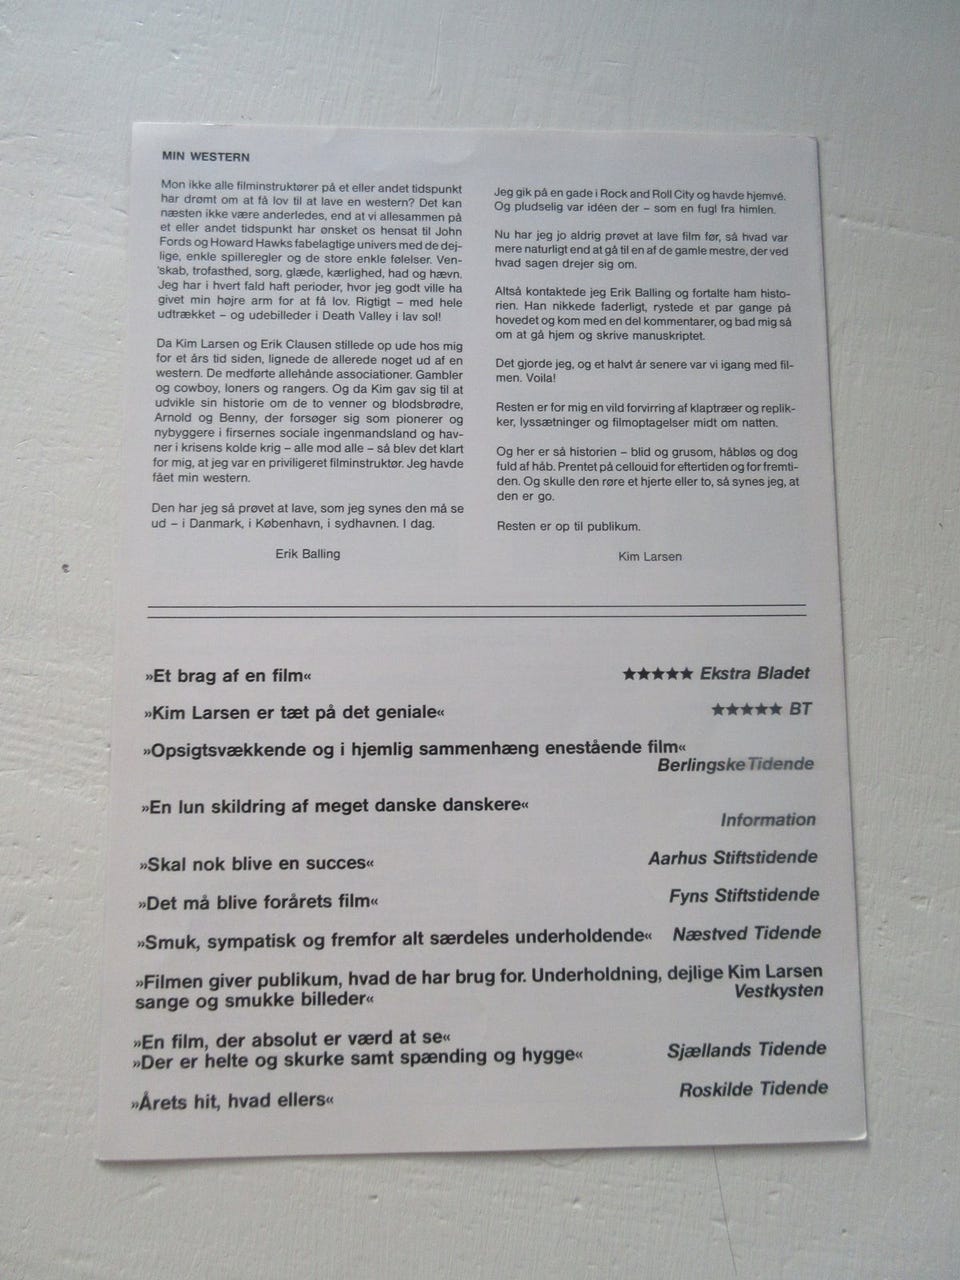 MIN WESTERN
Mon ikke alle filminstruktører på et eller andet tidspunkt
har drømt om at få lov til at lave en western? Det kan
næsten ikke være anderledes, end at vi allesammen på
et eller andet tidspunkt har ønsket os hensat til John
Fords og Howard Hawks fabelagtige univers med de dej-
lige, enkle spilleregler og de store enkle følelser. Ven-
'skab, trofasthed, sorg, glæde, kærlighed, had og hævn.
Jeg har i hvert fald haft perioder, hvor jeg godt ville ha
givet min højre arm for at få lov. Rigtigt – med hele
udtrækket – og udebilleder i Death Valley i lav sol!
Da Kim Larsen og Erik Clausen stillede op ude hos mig
for et års tid siden, lignede de allerede noget ud af en
western. De medførte allehånde associationer. Gambler
og cowboy, loners og rangers. Og da Kim gav sig til at
udvikle sin historie om de to venner og blodsbrødre,
Arnold og Benny, der forsøger sig som pionerer og
nybyggere i firsernes sociale ingenmandsland og hav-
ner i krisens kolde krig – alle mod alle – så blev det klart
for mig, at jeg var en priviligeret filminstruktør. Jeg havde
fået min western.
Den har jeg så prøvet at lave, som jeg synes den må se
ud – i Danmark, i København, i sydhavnen. I dag.
Erik Balling
Jeg gik på en gade i Rock and Roll City og havde hjemvé.
Og pludselig var idéen der – som en fugl fra himlen.
Nu har jeg jo aldrig prøvet at lave film før, så hvad var
mere naturligt end at gå til en af de gamle mestre, der ved
hvad sagen drejer sig om.
Altså kontaktede jeg Erik Balling og fortalte ham histo-
rien. Han nikkede faderligt, rystede et par gange på
hovedet og kom med en del kommentarer, og bad mig så
om at gå hjem og skrive manuskriptet.
Det gjorde jeg, og et halvt år senere var vi igang med fil-
men. Voila!
Resten er for mig en vild forvirring af klaptræer og replik-
ker, lyssætninger og filmoptagelser midt om natten.
Og her er så historien – blid og grusom, håbløs og dog
fuld af håb. Prentet på cellouid for eftertiden og for fremti-
den. Og skulle den røre et hjerte eller to, så synes jeg, at
den er go.
Resten er op til publikum.
Kim Larsen
»Et brag af en film« ★★★★★ Ekstra Bladet
»Kim Larsen er tæt på det geniale« ★★★★★ BT
»Opsigtsvækkende og i hjemlig sammenhæng enestående film«
Berlingske Tidende
»En lun skildring af meget danske danskere«
Information
»Skal nok blive en succes« Aarhus Stiftstidende
»Det må blive forårets film« Fyns Stiftstidende
»Smuk, sympatisk og fremfor alt særdeles underholdende« Næstved Tidende
»Filmen giver publikum, hvad de har brug for. Underholdning, dejlige Kim Larsen
sange og smukke billeder« Vestkysten
»En film, der absolut er værd at se«
»Der er helte og skurke samt spænding og hygge« Sjællands Tidende
»Årets hit, hvad ellers« Roskilde Tidende